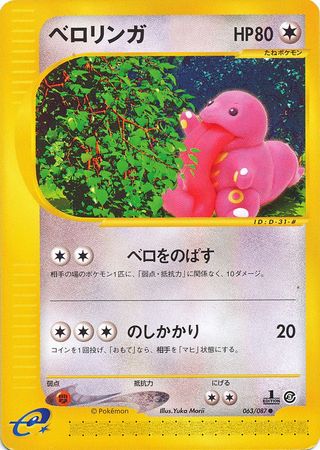 ベロリンガ HP80
たねポケモン
ID:D-31-#
ベロをのばす
相手の場のポケモン1匹に、「弱点・抵抗力」に関係なく、10ダメージ。
のしかかり 20
コインを1回投げ、「おもて」なら、相手を「マヒ」状態にする。
弱点 抵抗力 にげる
© Pokémon Illus.Yuka Morii 063/087 ● 1 EDITION
e